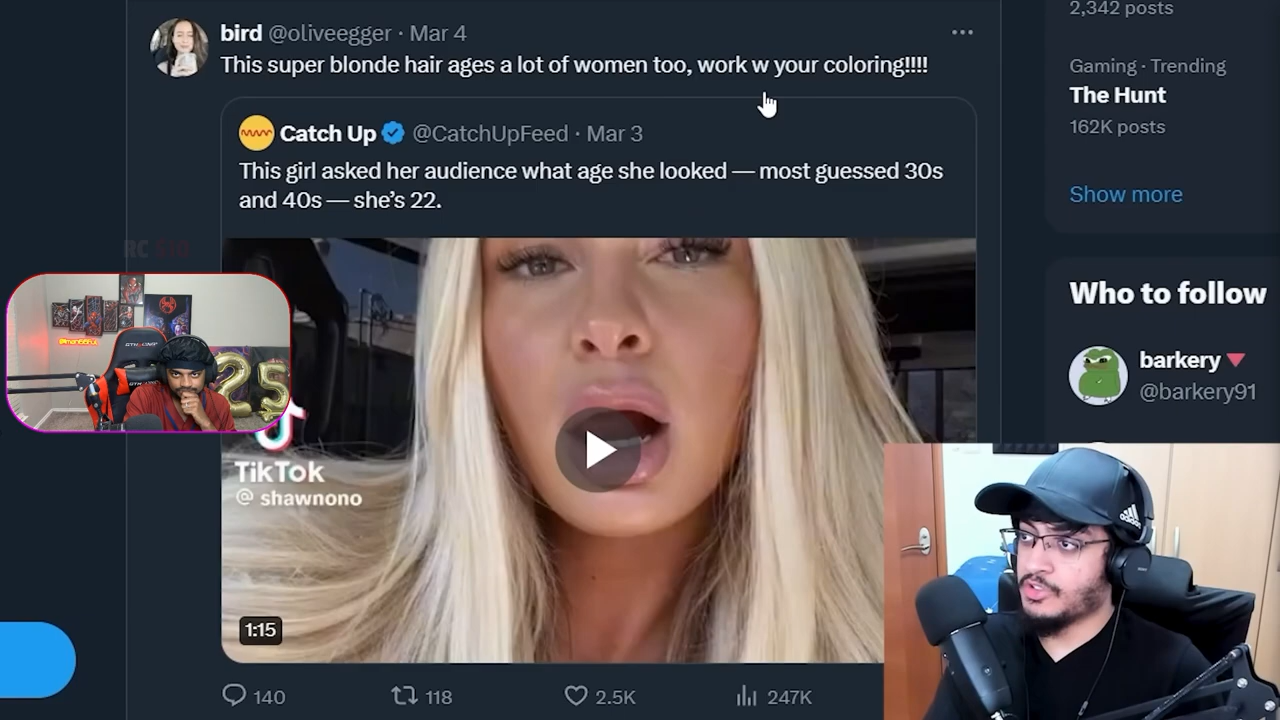 bird @oliveegger · Mar 4
This super blonde hair ages a lot of women too, work w your coloring!!!!
Catch Up @CatchUpFeed · Mar 3
This girl asked her audience what age she looked — most guessed 30s
and 40s — she's 22.
TikTok
@ shawnono
1:15
140 118 2.5K 247K
2,342 posts
Gaming · Trending
The Hunt
162K posts
Show more
Who to follow
barkery
@barkery91
RC 510
25